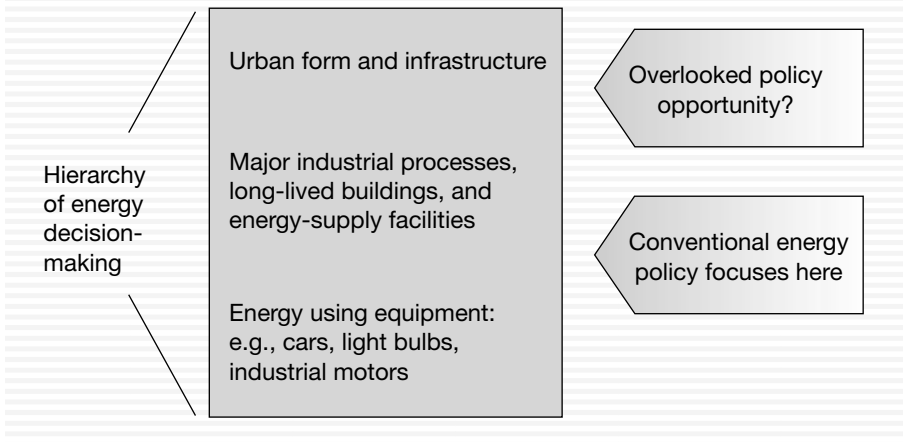 Hierarchy
of energy
decision-
making
Urban form and infrastructure
Major industrial processes,
long-lived buildings, and
energy-supply facilities
Energy using equipment:
e.g., cars, light bulbs,
industrial motors
Overlooked policy
opportunity?
Conventional energy
policy focuses here